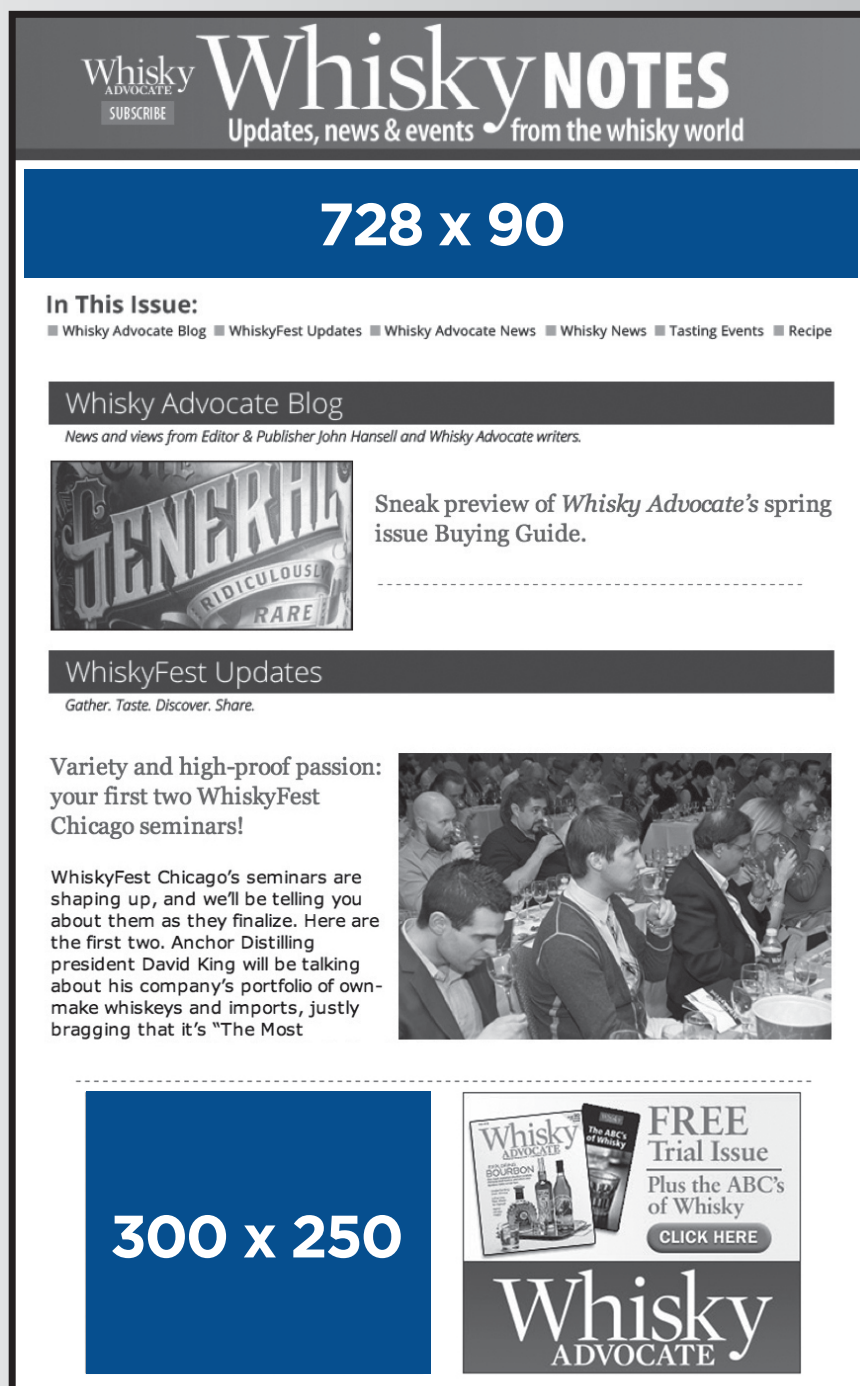 Whisky
ADVOCATE
SUBSCRIBE
Whisky NOTES
Updates, news & events from the whisky world
728 x 90
In This Issue:
Whisky Advocate Blog WhiskyFest Updates Whisky Advocate News Whisky News Tasting Events Recipe
Whisky Advocate Blog
News and views from Editor & Publisher John Hansell and Whisky Advocate writers.
GENERAL
RIDICULOUSLY
RARE
Sneak preview of Whisky Advocate’s spring
issue Buying Guide.
WhiskyFest Updates
Gather. Taste. Discover. Share.
Variety and high-proof passion:
your first two WhiskyFest
Chicago seminars!
WhiskyFest Chicago’s seminars are
shaping up, and we’ll be telling you
about them as they finalize. Here are
the first two. Anchor Distilling
president David King will be talking
about his company’s portfolio of own-
make whiskeys and imports, justly
bragging that it’s “The Most
300 x 250
Whisky
ADVOCATE
BOURBON
The ABC's
of Whisky
FREE
Trial Issue
Plus the ABC’s
of Whisky
CLICK HERE
Whisky
ADVOCATE